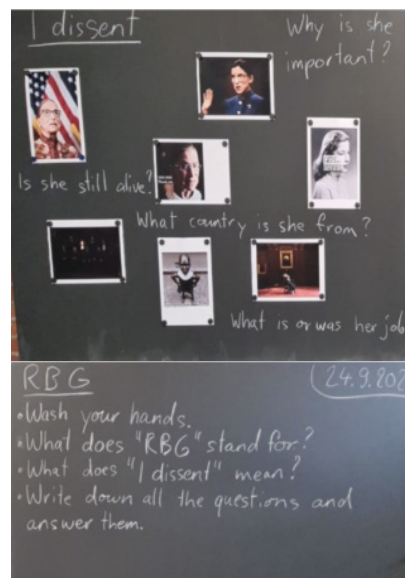 I dissent
Why is she
important?
Is she still alive?
What country is she from?
What is or was her job
RBG
24.9.202
•Wash your hands.
•What does "RBG" stand for?
•What does "I dissent" mean?
•Write down all the questions and
answer them.